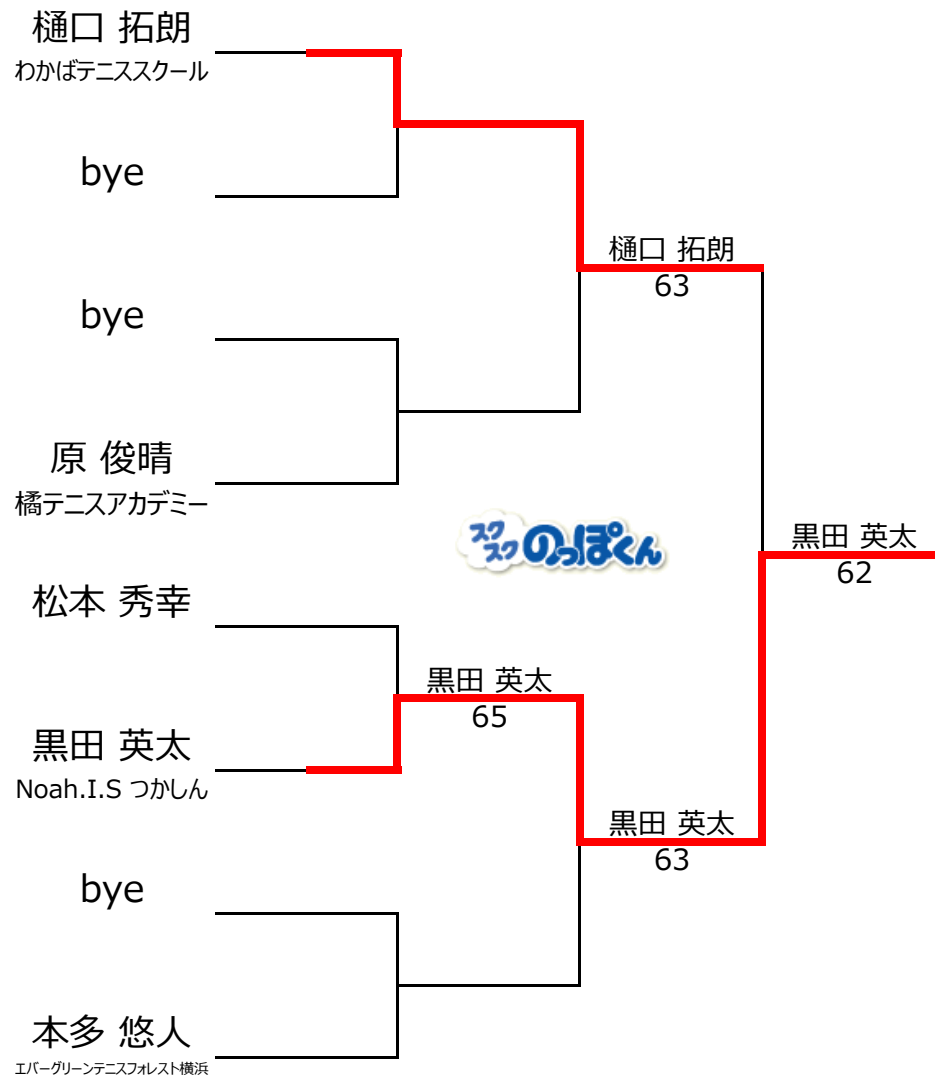 樋口 拓朗
わかばテニススクール
bye
樋口 拓朗
63
bye
原 俊晴
橘テニスアカデミー
スク
スク のっぽくん
黒田 英太
62
松本 秀幸
黒田 英太
65
黒田 英太
Noah.I.S つかしん
黒田 英太
63
bye
本多 悠人
エバーグリーンテニスフォレスト横浜